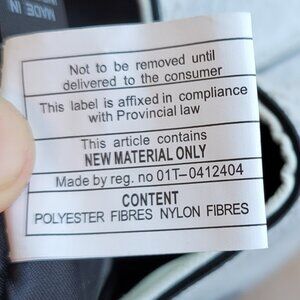 MADE IN
Not to be removed until
delivered to the consumer
This label is affixed in compliance
with Provincial law
This article contains
NEW MATERIAL ONLY
Made by reg. no 01T-0412404
CONTENT
POLYESTER FIBRES NYLON FIBRES